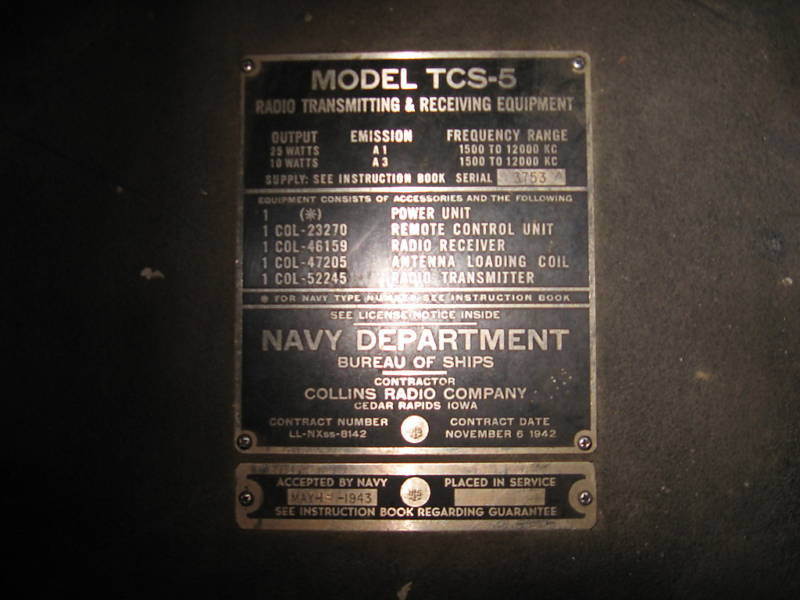 MODEL TCS-5
RADIO TRANSMITTING & RECEIVING EQUIPMENT
OUTPUT EMISSION FREQUENCY RANGE
25 WATTS A1 1500 TO 12000 KC
10 WATTS A3 1500 TO 12000 KC
SUPPLY: SEE INSTRUCTION BOOK SERIAL 3753
EQUIPMENT CONSISTS OF ACCESSORIES AND THE FOLLOWING
1 (*) POWER UNIT
1 COL-23270 REMOTE CONTROL UNIT
1 COL-46159 RADIO RECEIVER
1 COL-47205 ANTENNA LOADING COIL
1 COL-52245 RADIO TRANSMITTER
* FOR NAVY TYPE NUMBER SEE INSTRUCTION BOOK
SEE LICENSE NOTICE INSIDE
NAVY DEPARTMENT
BUREAU OF SHIPS
CONTRACTOR
COLLINS RADIO COMPANY
CEDAR RAPIDS IOWA
CONTRACT NUMBER CONTRACT DATE
LL-NXss-8142 NOVEMBER 6 1942
ACCEPTED BY NAVY PLACED IN SERVICE
MAY -1943
SEE INSTRUCTION BOOK REGARDING GUARANTEE